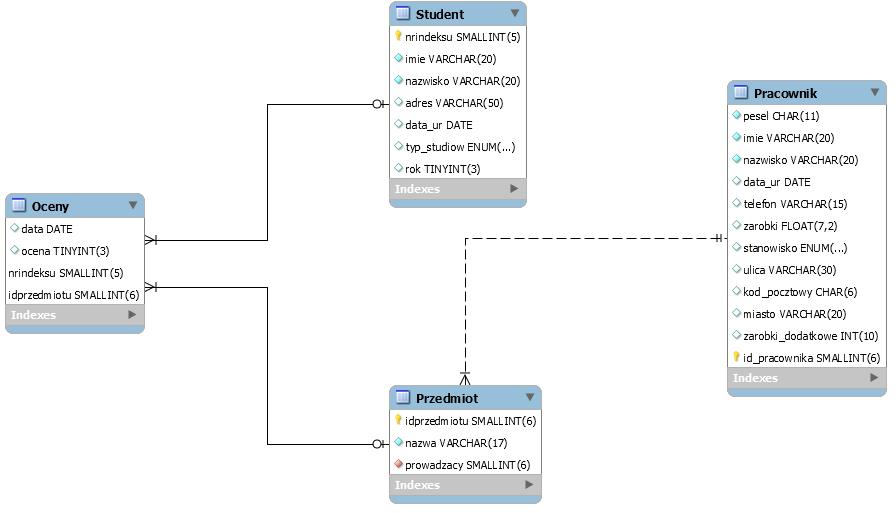 Student
nrindeksu SMALLINT(5)
imie VARCHAR(20)
nazwisko VARCHAR(20)
adres VARCHAR(50)
data_ur DATE
typ_studiow ENUM(...)
rok TINYINT(3)
Indexes
Pracownik
pesel CHAR(11)
imie VARCHAR(20)
nazwisko VARCHAR(20)
data_ur DATE
telefon VARCHAR(15)
zarobki FLOAT(7,2)
stanowisko ENUM(...)
ulica VARCHAR(30)
kod_pocztowy CHAR(6)
miasto VARCHAR(20)
zarobki_dodatkowe INT(10)
id_pracownika SMALLINT(6)
Indexes
Oceny
data DATE
ocena TINYINT(3)
nrindeksu SMALLINT(5)
idprzedmiotu SMALLINT(6)
Indexes
Przedmiot
idprzedmiotu SMALLINT(6)
nazwa VARCHAR(17)
prowadzacy SMALLINT(6)
Indexes